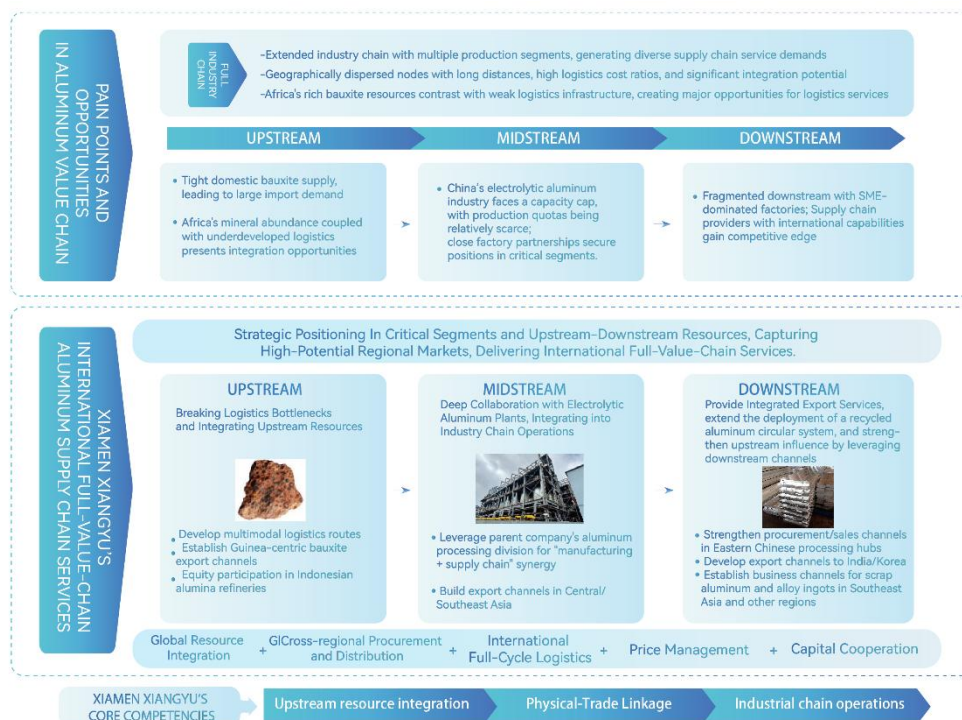 PAIN POINTS AND
OPPORTUNITIES
IN ALUMINUM VALUE CHAIN
FULL
INDUSTRY
CHAIN
-Extended industry chain with multiple production segments, generating diverse supply chain service demands
-Geographically dispersed nodes with long distances, high logistics cost ratios, and significant integration potential
-Africa's rich bauxite resources contrast with weak logistics infrastructure, creating major opportunities for logistics services
UPSTREAM
MIDSTREAM
DOWNSTREAM
• Tight domestic bauxite supply,
leading to large import demand
• Africa's mineral abundance coupled
with underdeveloped logistics
presents integration opportunities
• China's electrolytic aluminum
industry faces a capacity cap,
with production quotas being
relatively scarce;
close factory partnerships secure
positions in critical segments.
• Fragmented downstream with SME-
dominated factories; Supply chain
providers with international capabilities
gain competitive edge
XIAMEN XIANGYU'S
INTERNATIONAL FULL-VALUE-CHAIN
ALUMINUM SUPPLY CHAIN SERVICES
Strategic Positioning In Critical Segments and Upstream-Downstream Resources, Capturing
High-Potential Regional Markets, Delivering International Full-Value-Chain Services.
UPSTREAM
Breaking Logistics Bottlenecks
and Integrating Upstream Resources
• Develop multimodal logistics routes
• Establish Guinea-centric bauxite
export channels
• Equity participation in Indonesian
alumina refineries
MIDSTREAM
Deep Collaboration with Electrolytic
Aluminum Plants, Integrating into
Industry Chain Operations
• Leverage parent company's aluminum
processing division for "manufacturing
+ supply chain" synergy
• Build export channels in Central/
Southeast Asia
DOWNSTREAM
Provide Integrated Export Services,
extend the deployment of a recycled
aluminum circular system, and streng-
then upstream influence by leveraging
downstream channels
• Strengthen procurement/sales channels
in Eastern Chinese processing hubs
• Develop export channels to India/Korea
• Establish business channels for scrap
aluminum and alloy ingots in Southeast
Asia and other regions
Global Resource
Integration
+
GlCross-regional Procurement
and Distribution
+
International
Full-Cycle Logistics
+
Price Management
+
Capital Cooperation
XIAMEN XIANGYU'S
CORE COMPETENCIES
Upstream resource integration
Physical-Trade Linkage
Industrial chain operations